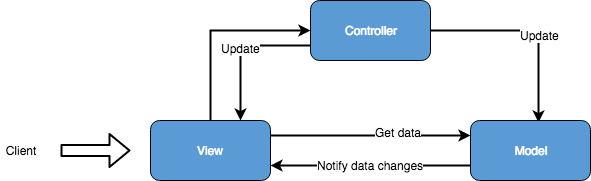 Controller
Update
Update
Client
View
Get data
Notify data changes
Model